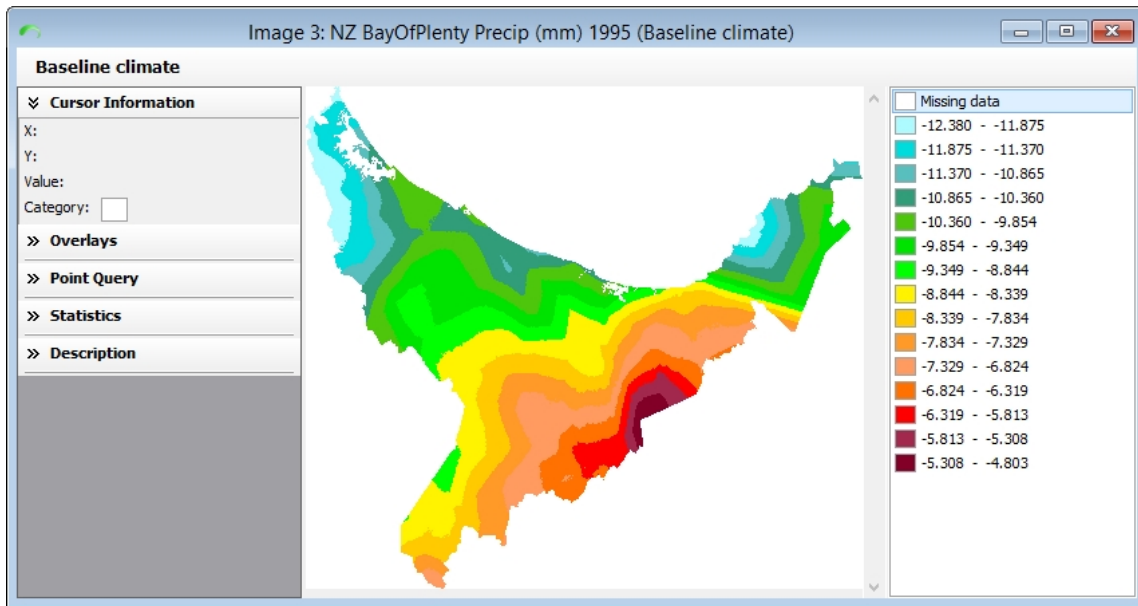 Image 3: NZ BayOfPlenty Precip (mm) 1995 (Baseline climate)
Baseline climate
Cursor Information
X:
Y:
Value:
Category:
Overlays
Point Query
Statistics
Description
Missing data
-12.380 - -11.875
-11.875 - -11.370
-11.370 - -10.865
-10.865 - -10.360
-10.360 - -9.854
-9.854 - -9.349
-9.349 - -8.844
-8.844 - -8.339
-8.339 - -7.834
-7.834 - -7.329
-7.329 - -6.824
-6.824 - -6.319
-6.319 - -5.813
-5.813 - -5.308
-5.308 - -4.803